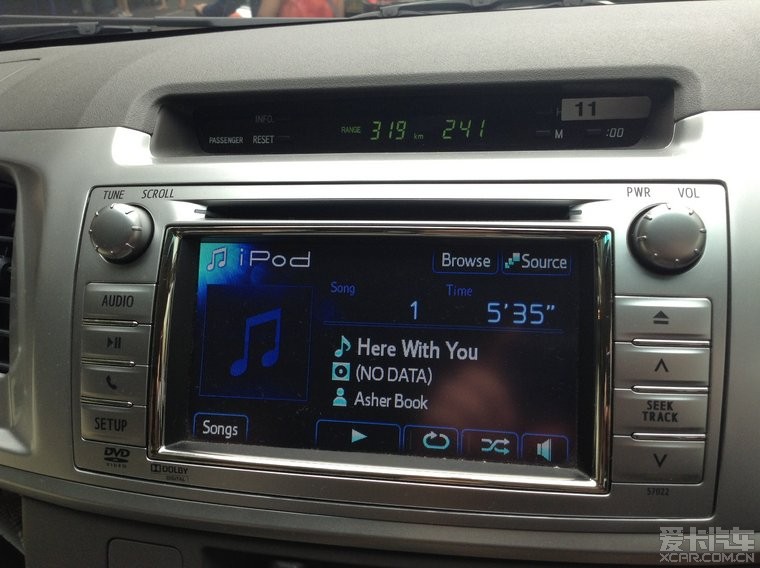 INFO. 11
PASSENGER RESET RANGE 319 km 241 M :00
TUNE SCROLL PWR VOL
iPod Browse Source
Song Time
1 5'35"
Here With You
(NO DATA)
Asher Book
Songs
AUDIO
SETUP
SEEK
TRACK
DVD
VIDEO
DOLBY
DIGITAL
57022
爱卡汽车
XCAR.COM.CN